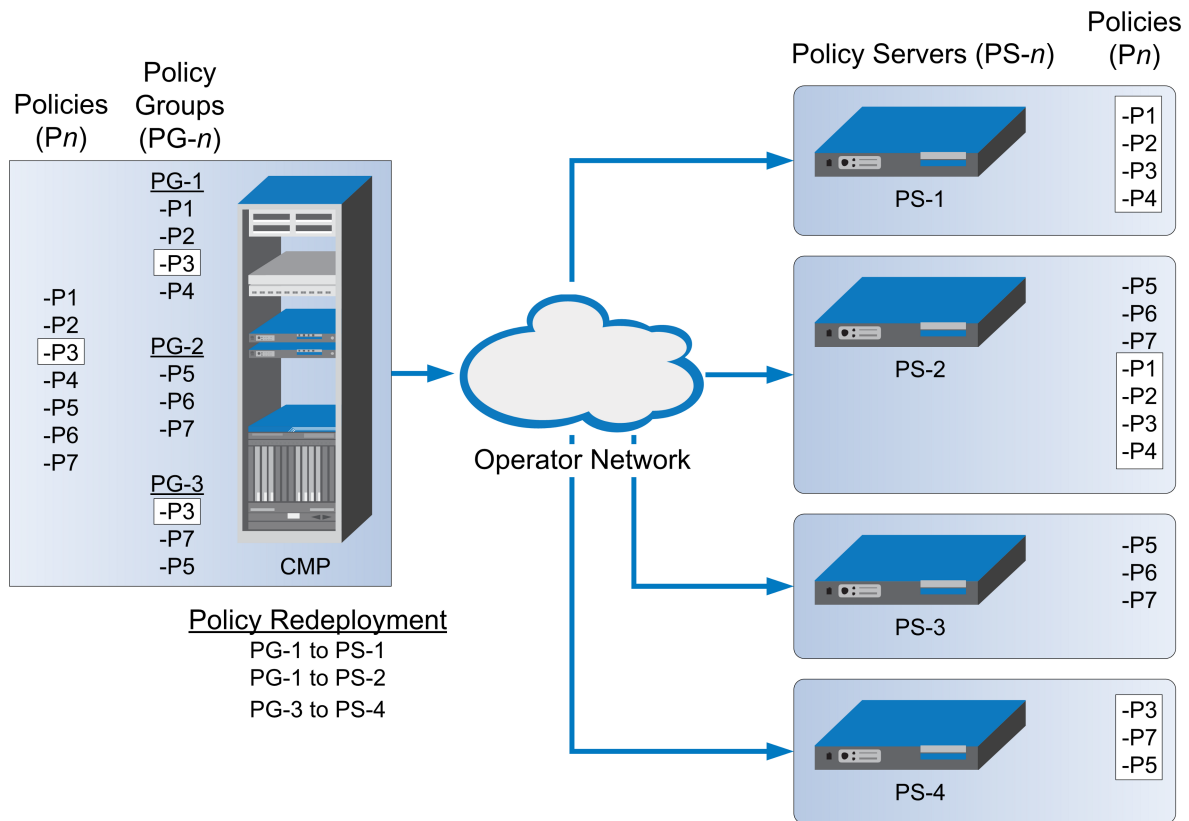 Policies
(Pn)
Policy
Groups
(PG-n)
-P1
-P2
-P3
-P4
-P5
-P6
-P7
PG-1
-P1
-P2
-P3
-P4
PG-2
-P5
-P6
-P7
PG-3
-P3
-P7
-P5
CMP
Policy Redeployment
PG-1 to PS-1
PG-1 to PS-2
PG-3 to PS-4
Operator Network
Policy Servers (PS-n)
Policies
(Pn)
PS-1
-P1
-P2
-P3
-P4
PS-2
-P5
-P6
-P7
-P1
-P2
-P3
-P4
PS-3
-P5
-P6
-P7
PS-4
-P3
-P7
-P5